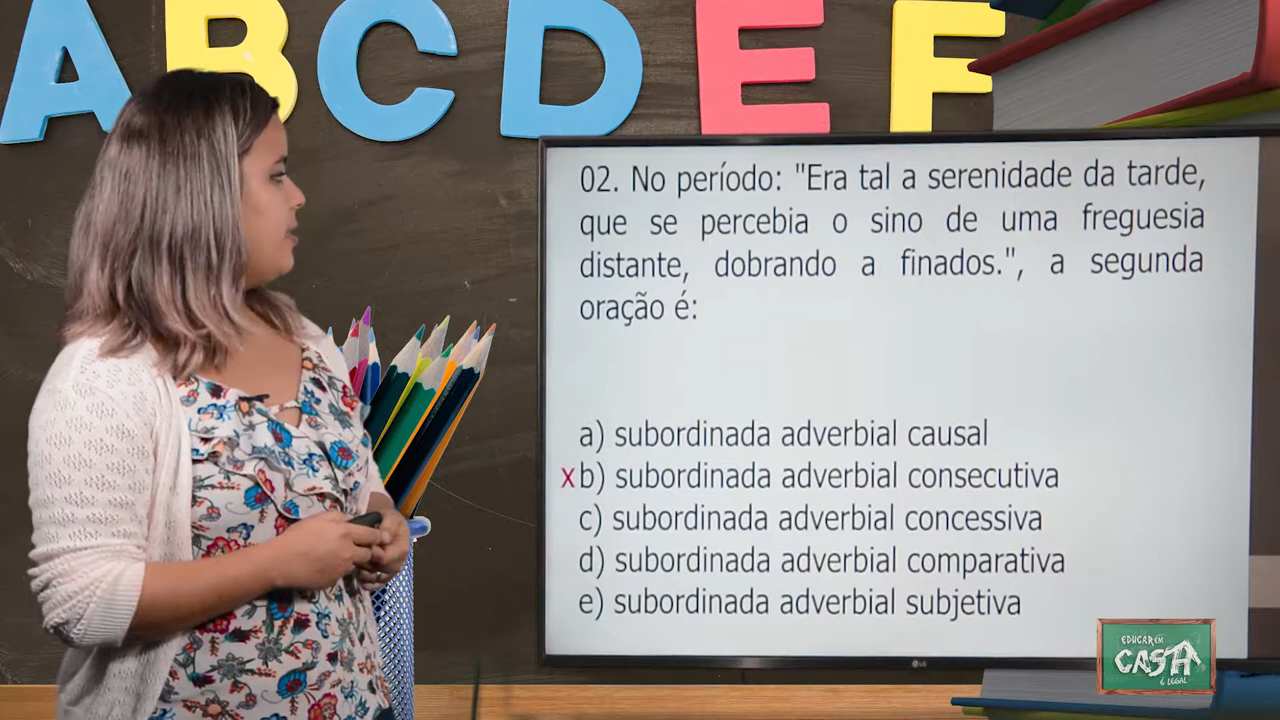 A B C D E F
02. No período: "Era tal a serenidade da tarde,
que se percebia o sino de uma freguesia
distante, dobrando a finados.", a segunda
oração é:
a) subordinada adverbial causal
x b) subordinada adverbial consecutiva
c) subordinada adverbial concessiva
d) subordinada adverbial comparativa
e) subordinada adverbial subjetiva
EDUCAR EM
CASA
É LEGAL
LG